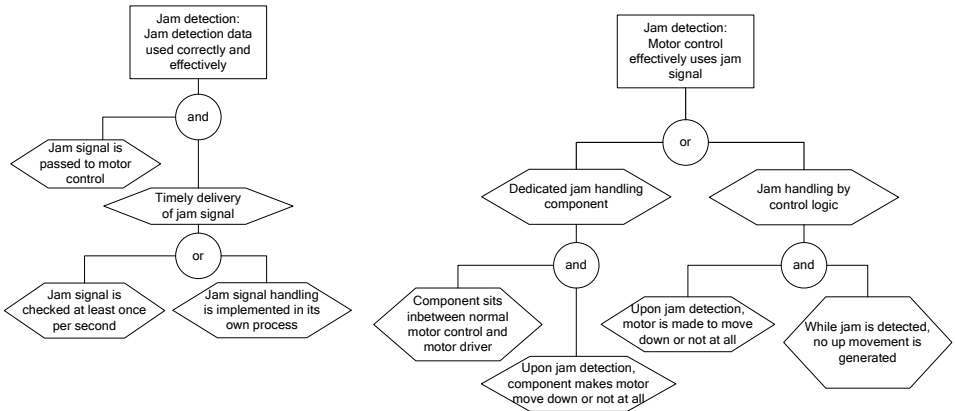 Jam detection:
Jam detection data
used correctly and
effectively
and
Jam signal is
passed to motor
control
Timely delivery
of jam signal
or
Jam signal is
checked at least once
per second
Jam signal handling
is implemented in its
own process
Jam detection:
Motor control
effectively uses jam
signal
or
Dedicated jam handling
component
Jam handling by
control logic
and
Component sits
inbetween normal
motor control and
motor driver
Upon jam detection,
component makes motor
move down or not at all
and
Upon jam detection,
motor is made to move
down or not at all
While jam is detected,
no up movement is
generated